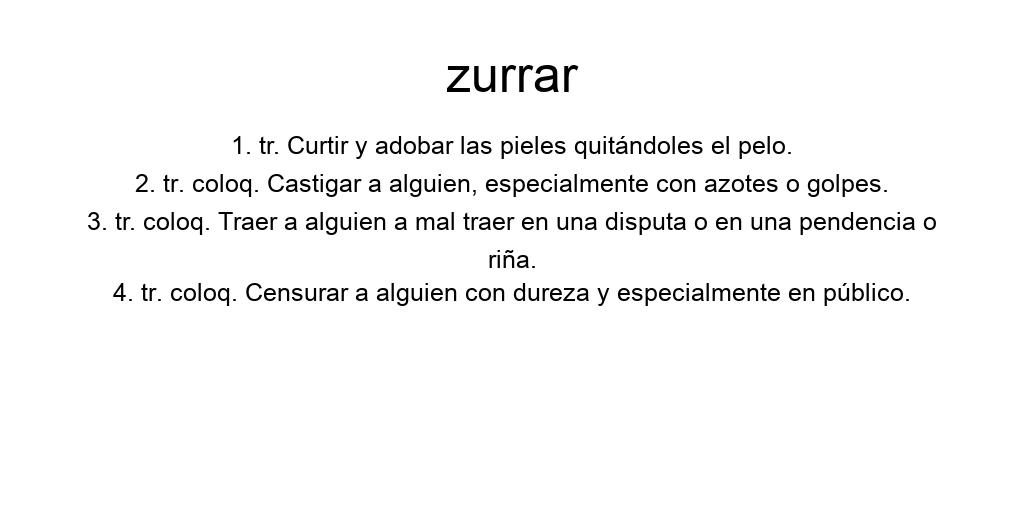 zurrar
1. tr. Curtir y adobar las pieles quitándoles el pelo.
2. tr. coloq. Castigar a alguien, especialmente con azotes o golpes.
3. tr. coloq. Traer a alguien a mal traer en una disputa o en una pendencia o
riña.
4. tr. coloq. Censurar a alguien con dureza y especialmente en público.